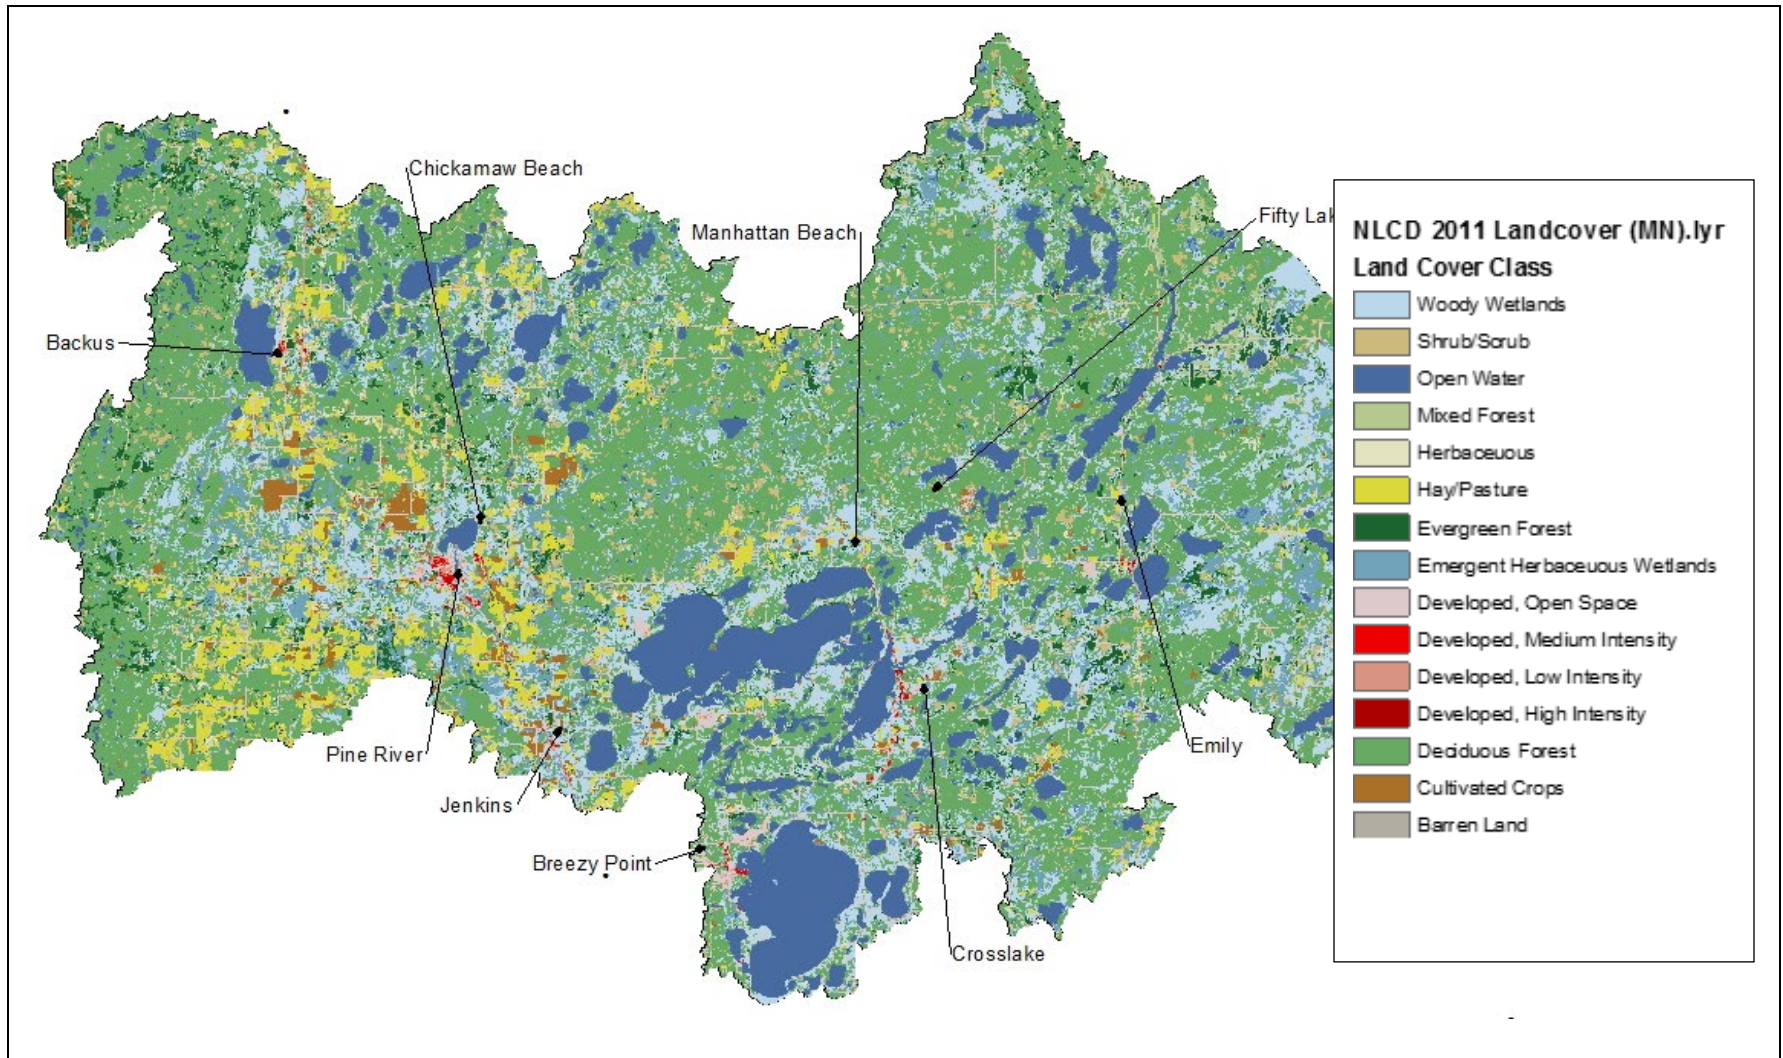 Chickamaw Beach
Fifty Lak
Manhattan Beach
Backus
Pine River
Emily
Jenkins
Breezy Point
Crosslake
NLCD 2011 Landcover (MN).lyr
Land Cover Class
Woody Wetlands
Shrub/Scrub
Open Water
Mixed Forest
Herbaceuous
Hay/Pasture
Evergreen Forest
Emergent Herbaceuous Wetlands
Developed, Open Space
Developed, Medium Intensity
Developed, Low Intensity
Developed, High Intensity
Deciduous Forest
Cultivated Crops
Barren Land